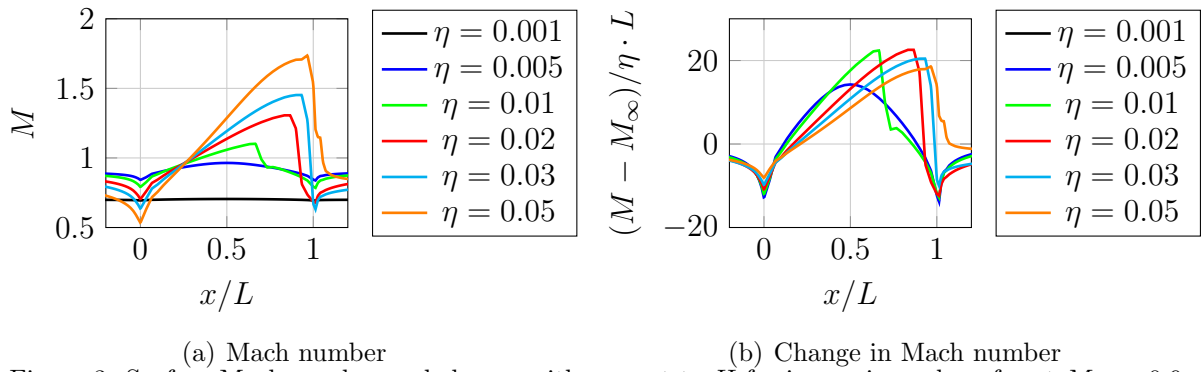 2
1.5
1
0.5
M
0
0.5
1
x/L
η = 0.001
η = 0.005
η = 0.01
η = 0.02
η = 0.03
η = 0.05
(a) Mach number
20
0
−20
(M − M∞)/η · L
0
0.5
1
x/L
η = 0.001
η = 0.005
η = 0.01
η = 0.02
η = 0.03
η = 0.05
(b) Change in Mach number